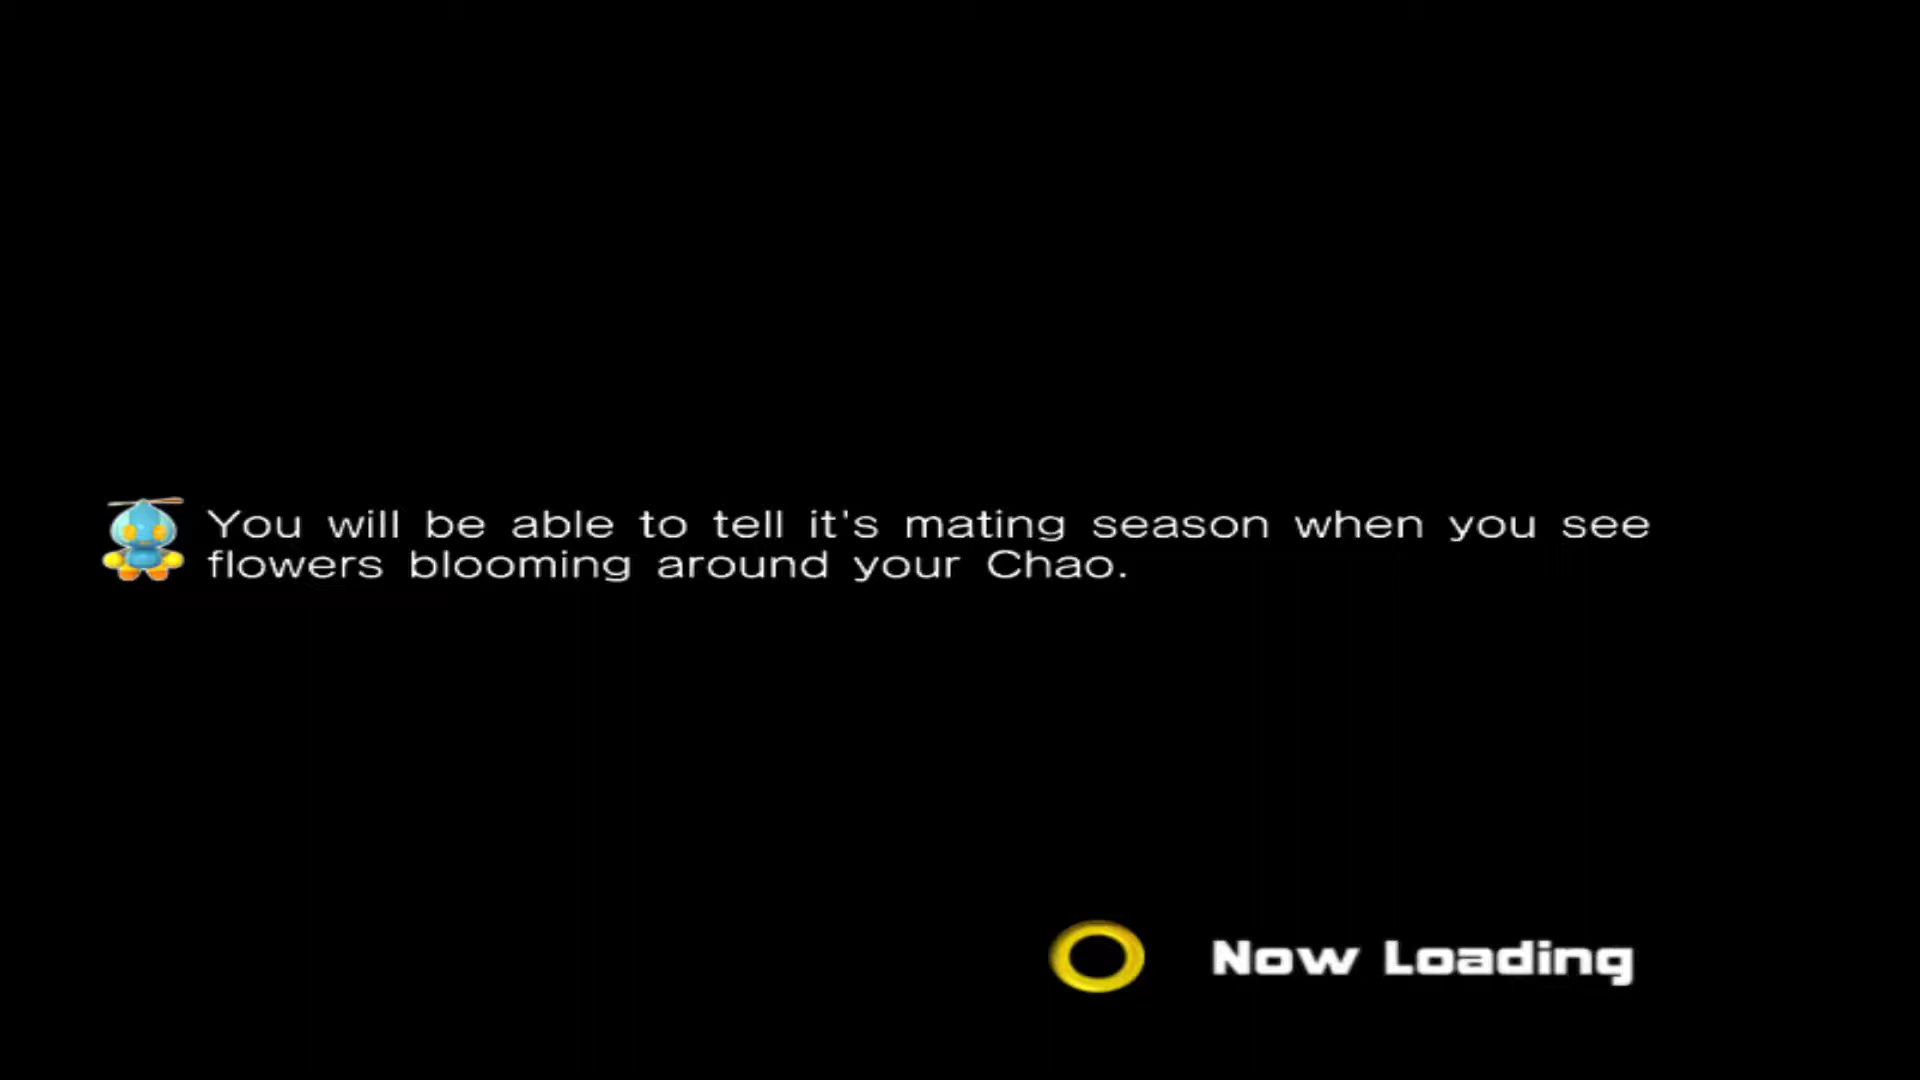 You will be able to tell it's mating season when you see
flowers blooming around your Chao.
Now Loading